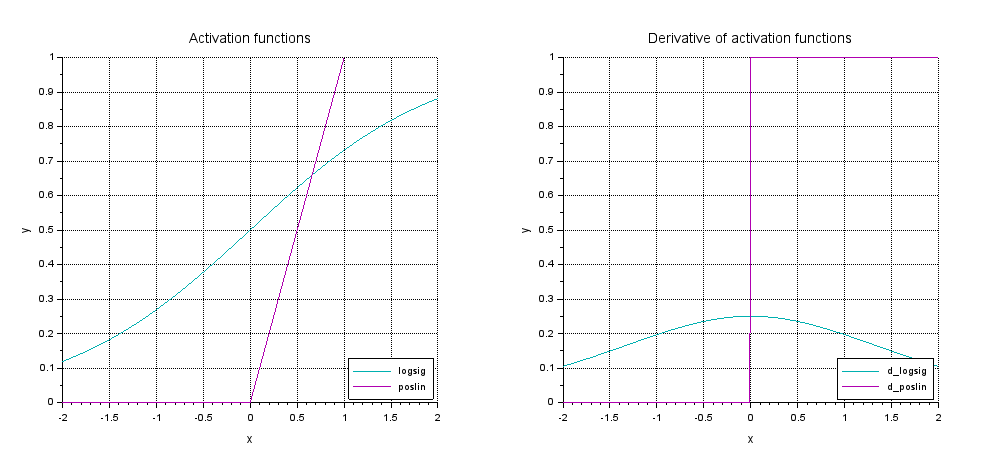 Activation functions
1
0.9
0.8
0.7
0.6
0.5
0.4
0.3
0.2
0.1
0
y
-2 -1.5 -1 -0.5 0 0.5 1 1.5 2
x
logsig
poslin
Derivative of activation functions
1
0.9
0.8
0.7
0.6
0.5
0.4
0.3
0.2
0.1
0
y
-2 -1.5 -1 -0.5 0 0.5 1 1.5 2
x
d_logsig
d_poslin